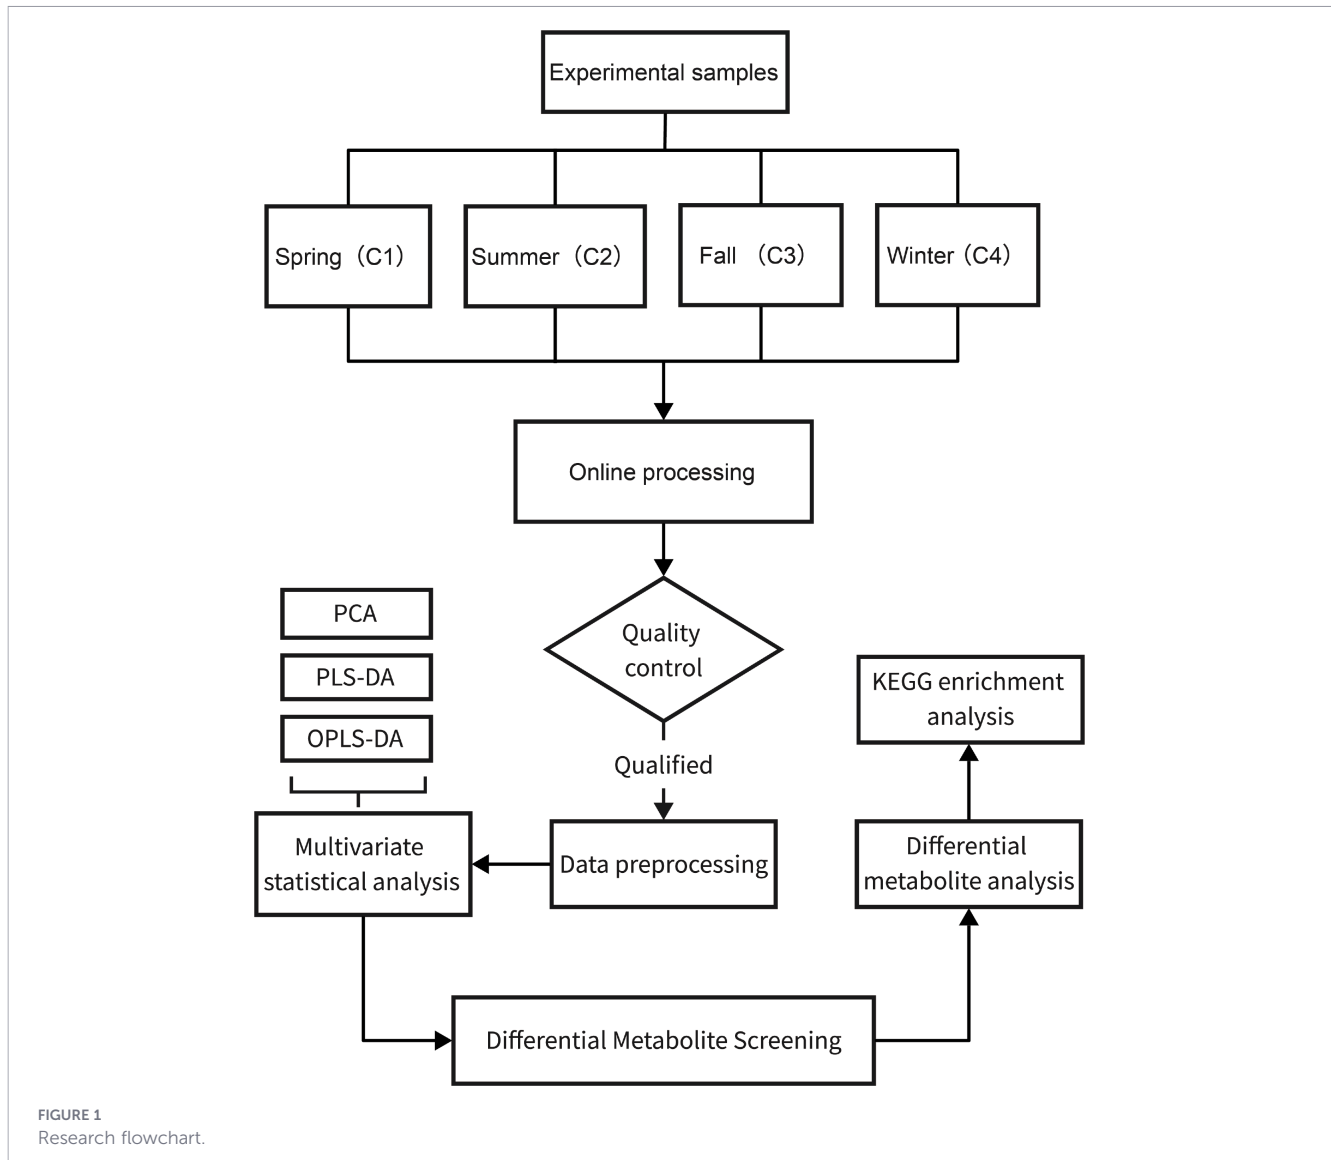 Experimental samples
Spring（C1）
Summer（C2）
Fall （C3）
Winter（C4）
Online processing
Quality
control
Qualified
Data preprocessing
PCA
PLS-DA
OPLS-DA
Multivariate
statistical analysis
Differential Metabolite Screening
Differential
metabolite analysis
KEGG enrichment
analysis
FIGURE 1
Research flowchart.